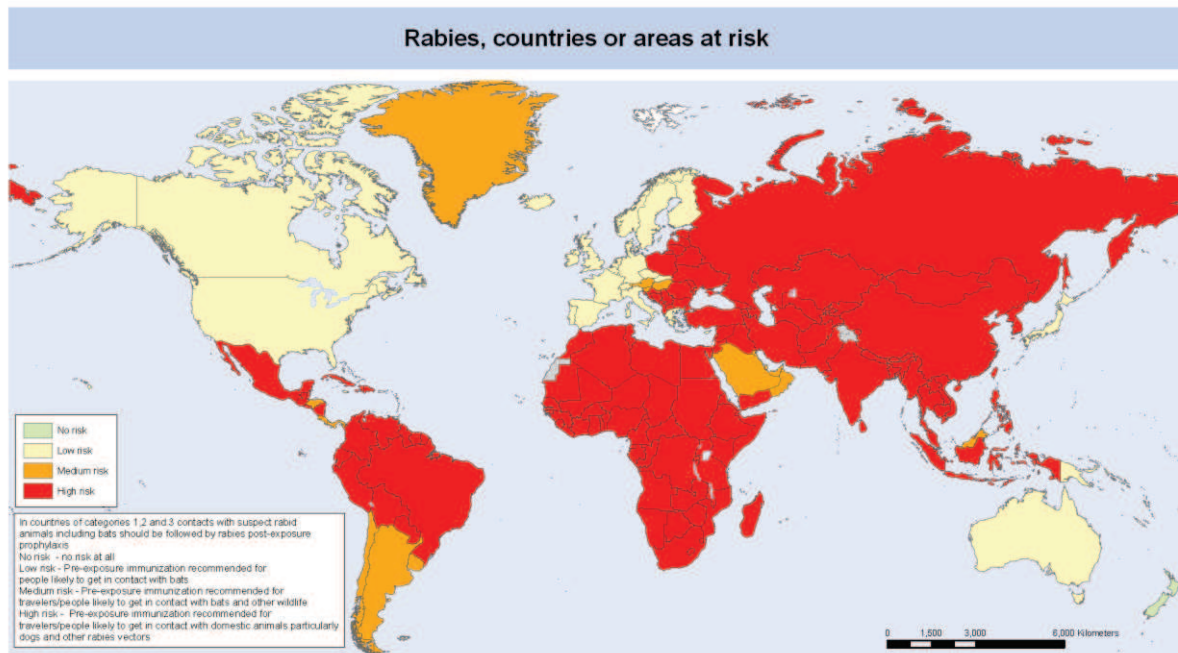 Rabies, countries or areas at risk
No risk
Low risk
Medium risk
High risk
In countries of categories 1,2 and 3 contacts with suspect rabid
animals including bats should be followed by rabies post-exposure
prophylaxis
No risk - no risk at all
Low risk - Pre-exposure immunization recommended for
people likely to get in contact with bats
Medium risk - Pre-exposure immunization recommended for
travelers/people likely to get in contact with bats and other wildlife
High risk - Pre-exposure immunization recommended for
travelers/people likely to get in contact with domestic animals particularly
dogs and other rabies vectors
0 1,500 3,000 6,000 Kilometers